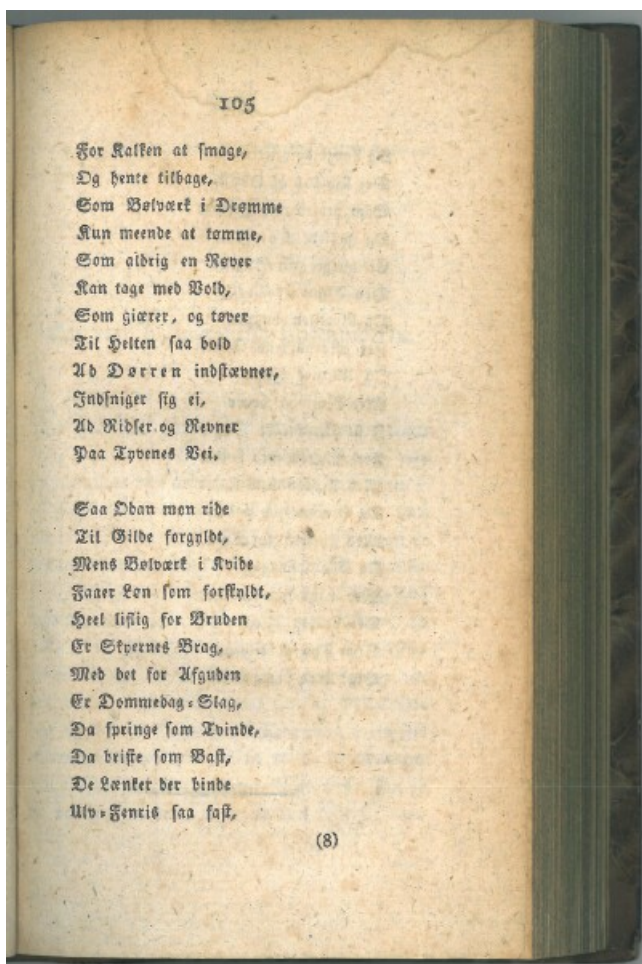 105
For Kalken at smage,
Og hente tilbage,
Som Bølværk i Drømme
Kun meende at tømme,
Som aldrig en Røver
Kan tage med Vold,
Som giærer, og tøver
Til Helten saa bold
Ad Dørren indstævner,
Indsniger sig ei,
Ad Ridser og Revner
Paa Tyvenes Vei.
Saa Odan mon ride
Til Gilde forgyldt,
Mens Bølværk i Kvide
Faaer Løn som forskyldt,
Heel listig for Bruden
Er Skyernes Brag,
Med det for Afguden
Er Dommedag-Slag,
Da springe som Tvinde,
Da briste som Bast,
De Lænker der binde
Ulv-Fenris saa fast,
(8)